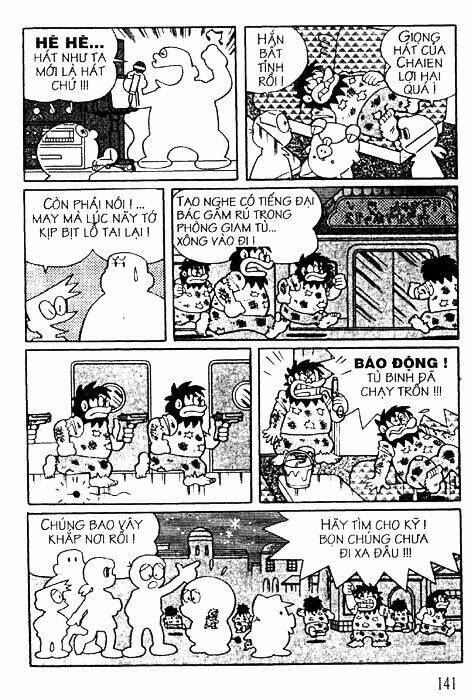 HÊ HÊ...
HÁT NHƯ TA
MỚI LÀ HÁT
CHỨ !!!
HẮN
BẤT
TỈNH
RỒI !
GIỌNG
HÁT CỦA
CHAIEN
LỢI HẠI
QUÁ !
CÒN PHẢI NÓI ! ...
MAY MÀ LÚC NÃY TỚ
KỊP BỊT LỖ TAI LẠI !
TAO NGHE CÓ TIẾNG ĐẠI
BÁC GẦM RÚ TRONG
PHÒNG GIAM TÙ...
XÔNG VÀO ĐI !
BÁO ĐỘNG !
TÙ BINH ĐÃ
CHẠY TRỐN !!!
CHÚNG BAO VÂY
KHẮP NƠI RỒI !
HÃY TÌM CHO KỸ !
BỌN CHÚNG CHƯA
ĐI XA ĐÂU !!!
141